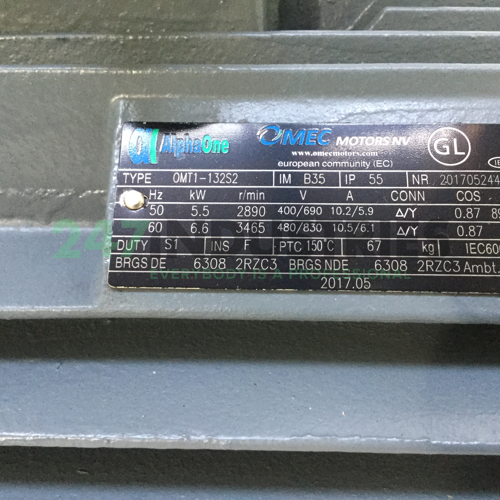 AlphaOne OMEC MOTORS NV GL
www.omecmotors.com
european community (EC)
TYPE OMT1-132S2 IM B35 IP 55 NR. 201705244
Hz kW r/min V A CONN COS
50 5.5 2890 400/690 10.2/5.9 Δ/Y 0.87
60 6.6 3465 480/830 10.5/6.1 Δ/Y 0.87
DUTY S1 INS F PTC 150°C 67 kg IEC600
BRGS DE 6308 2RZC3 BRGS NDE 6308 2RZC3 Ambt.
2017.05